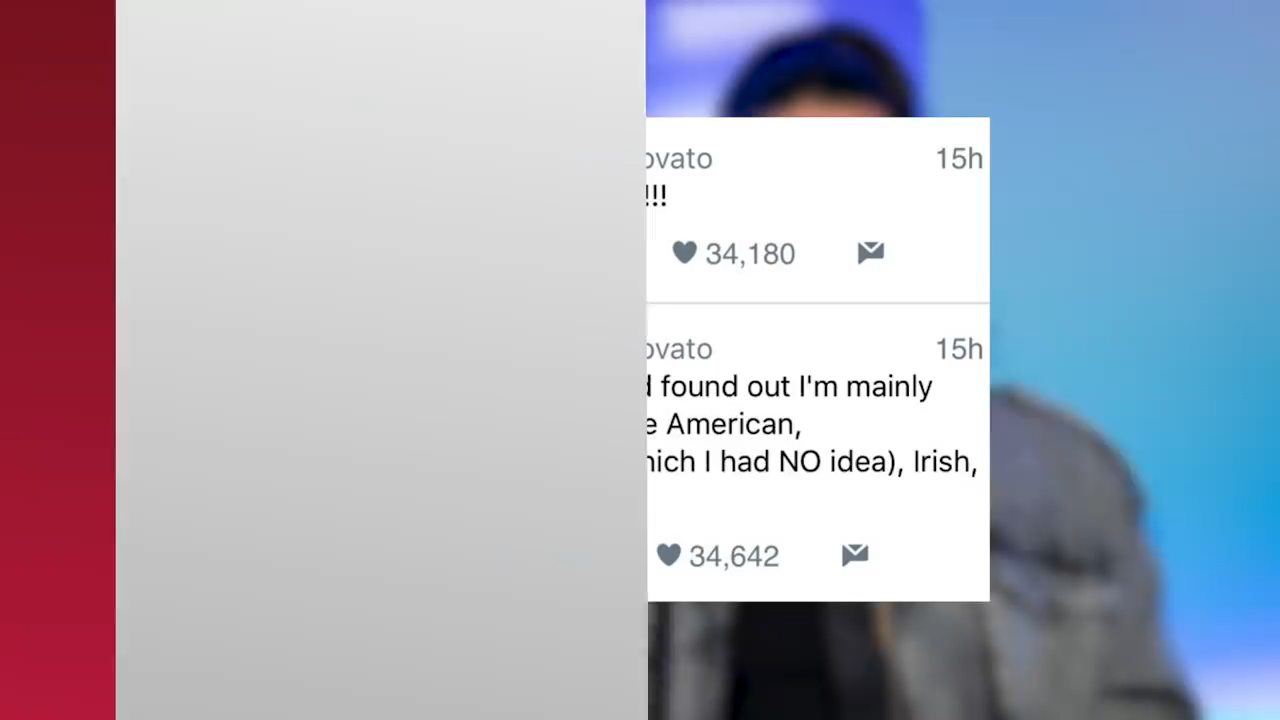 ovato 15h
!!!
34,180
ovato 15h
found out I'm mainly
e American,
hich I had NO idea), Irish,
34,642